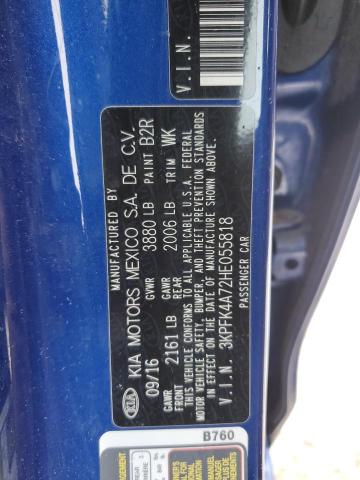 MANUFACTURED BY
KIA KIA MOTORS MEXICO S.A. DE C.V.
09/16 GVWR 3880 LB PAINT B2R
GAWR FRONT 2161 LB GAWR REAR 2006 LB TRIM WK
THIS VEHICLE CONFORMS TO ALL APPLICABLE U.S.A. FEDERAL
MOTOR VEHICLE SAFETY, BUMPER, AND THEFT PREVENTION STANDARDS
IN EFFECT ON THE DATE OF MANUFACTURE SHOWN ABOVE.
V.I.N. 3KPFK4A72HE055818
PASSENGER CAR
V.I.N.
B760